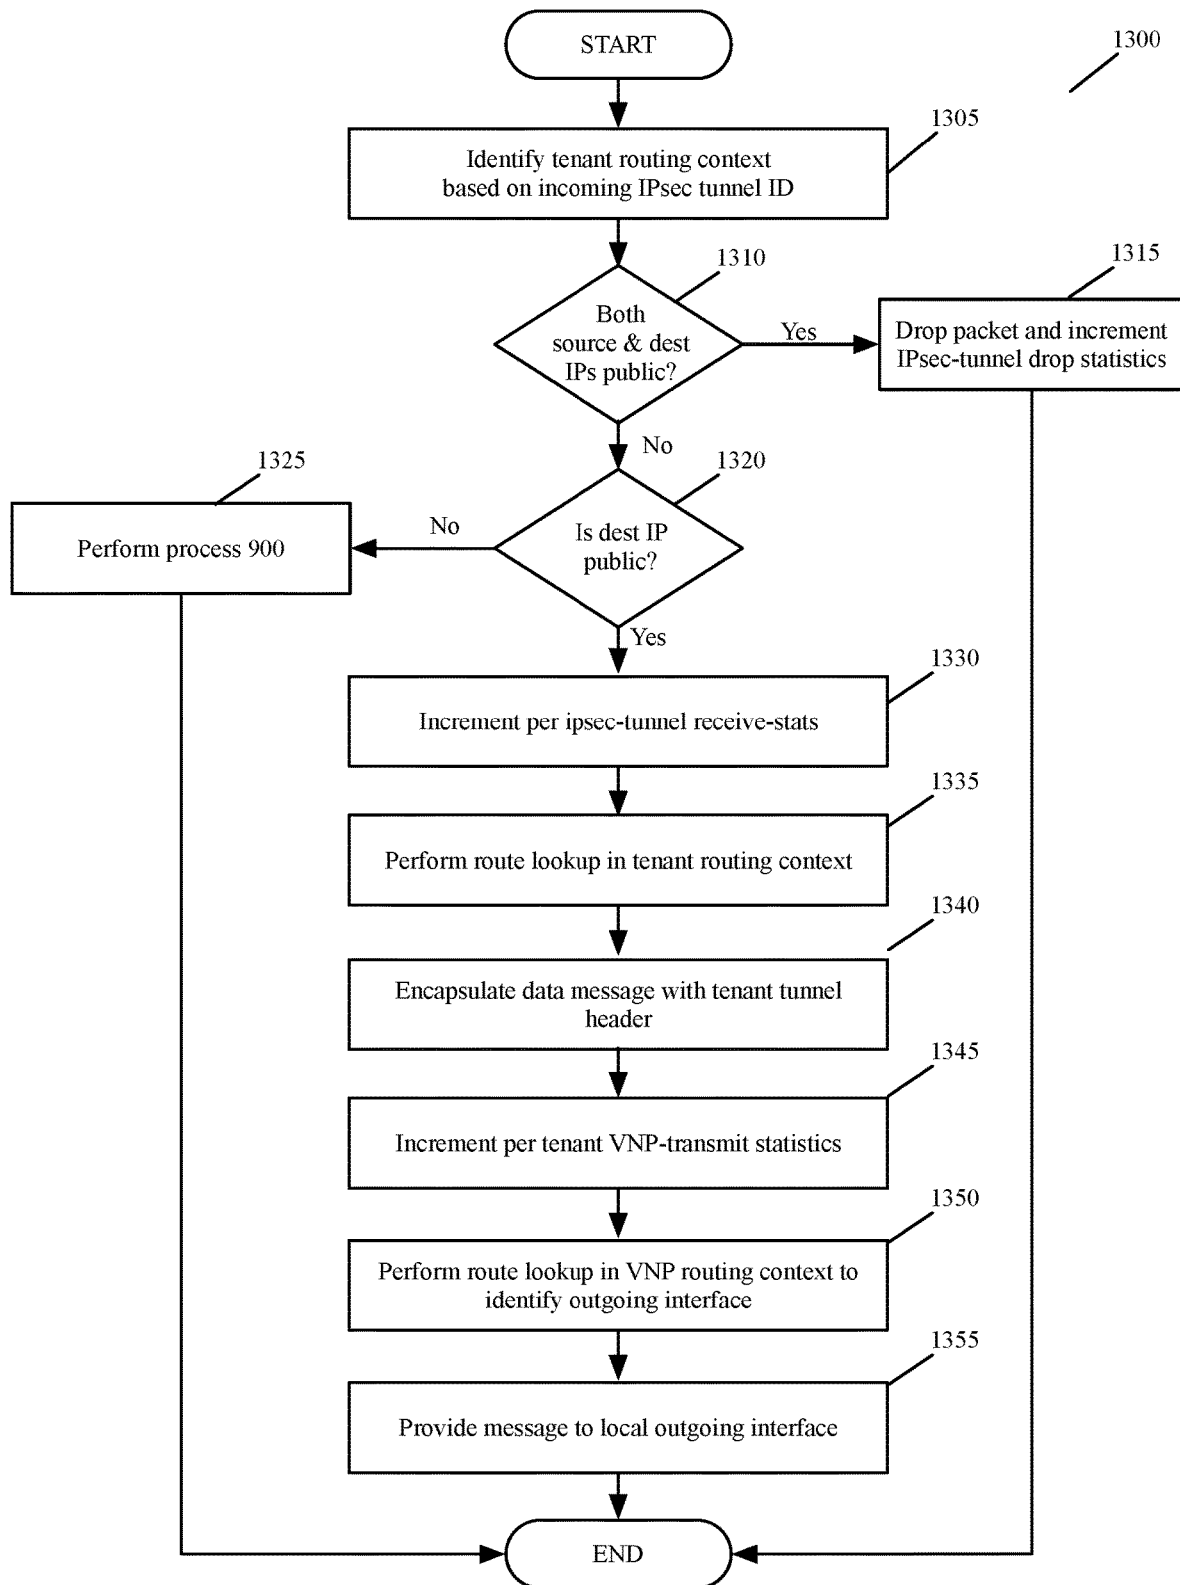 START
1300
1305
Identify tenant routing context
based on incoming IPsec tunnel ID
1310
1315
Both
source & dest
IPs public?
Yes
Drop packet and increment
IPsec-tunnel drop statistics
No
1325
1320
Perform process 900
No
Is dest IP
public?
Yes
1330
Increment per ipsec-tunnel receive-stats
1335
Perform route lookup in tenant routing context
1340
Encapsulate data message with tenant tunnel
header
1345
Increment per tenant VNP-transmit statistics
1350
Perform route lookup in VNP routing context to
identify outgoing interface
1355
Provide message to local outgoing interface
END